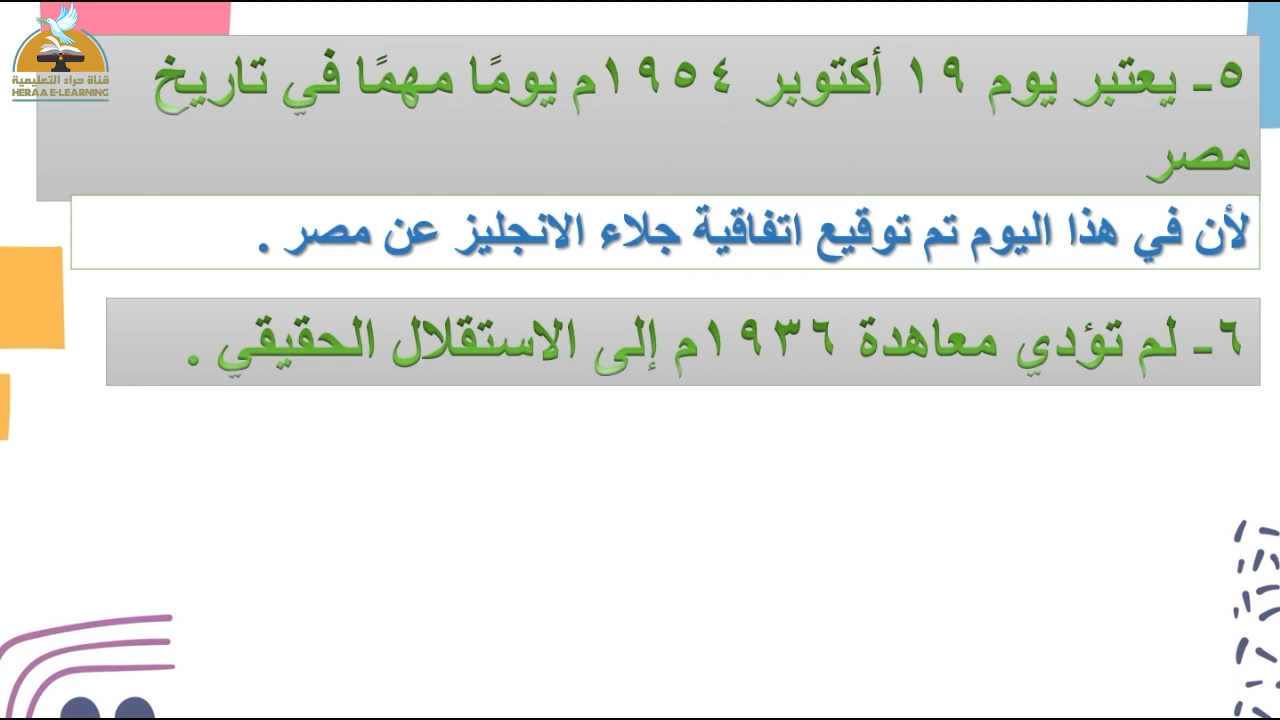 قناة حراء التعليمية
HERAA E-LEARNING
٥- يعتبر يوم ١٩ أكتوبر ١٩٥٤م يومًا مهمًا في تاريخ
مصر
لأن في هذا اليوم تم توقيع اتفاقية جلاء الانجليز عن مصر .
٦- لم تؤدي معاهدة ١٩٣٦م إلى الاستقلال الحقيقي .